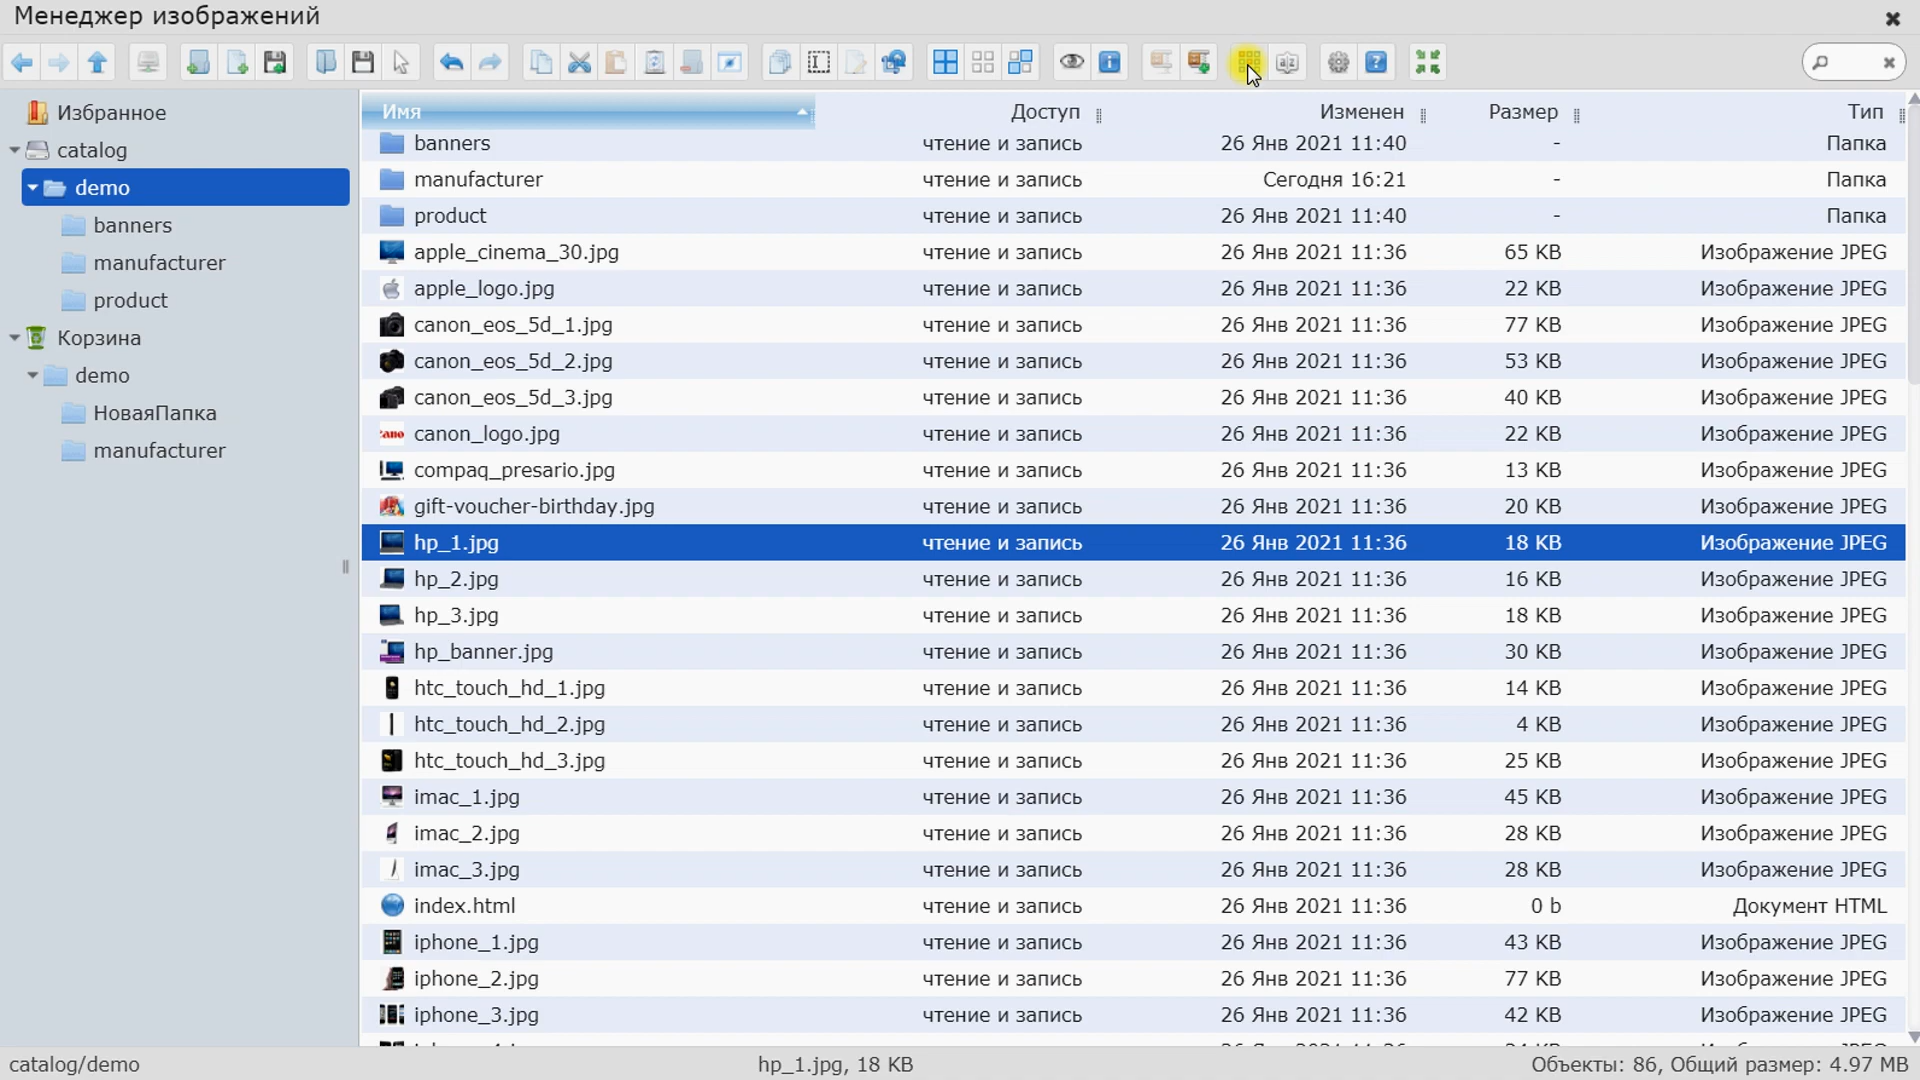 Менеджер изображений
Избранное
catalog
demo
banners
manufacturer
product
Корзина
demo
НоваяПапка
manufacturer
Имя Доступ Изменен Размер Тип
banners чтение и запись 26 Янв 2021 11:40 - Папка
manufacturer чтение и запись Сегодня 16:21 - Папка
product чтение и запись 26 Янв 2021 11:40 - Папка
apple_cinema_30.jpg чтение и запись 26 Янв 2021 11:36 65 KB Изображение JPEG
apple_logo.jpg чтение и запись 26 Янв 2021 11:36 22 KB Изображение JPEG
canon_eos_5d_1.jpg чтение и запись 26 Янв 2021 11:36 77 KB Изображение JPEG
canon_eos_5d_2.jpg чтение и запись 26 Янв 2021 11:36 53 KB Изображение JPEG
canon_eos_5d_3.jpg чтение и запись 26 Янв 2021 11:36 40 KB Изображение JPEG
canon_logo.jpg чтение и запись 26 Янв 2021 11:36 22 KB Изображение JPEG
compaq_presario.jpg чтение и запись 26 Янв 2021 11:36 13 KB Изображение JPEG
gift-voucher-birthday.jpg чтение и запись 26 Янв 2021 11:36 20 KB Изображение JPEG
hp_1.jpg чтение и запись 26 Янв 2021 11:36 18 KB Изображение JPEG
hp_2.jpg чтение и запись 26 Янв 2021 11:36 16 KB Изображение JPEG
hp_3.jpg чтение и запись 26 Янв 2021 11:36 18 KB Изображение JPEG
hp_banner.jpg чтение и запись 26 Янв 2021 11:36 30 KB Изображение JPEG
htc_touch_hd_1.jpg чтение и запись 26 Янв 2021 11:36 14 KB Изображение JPEG
htc_touch_hd_2.jpg чтение и запись 26 Янв 2021 11:36 4 KB Изображение JPEG
htc_touch_hd_3.jpg чтение и запись 26 Янв 2021 11:36 25 KB Изображение JPEG
imac_1.jpg чтение и запись 26 Янв 2021 11:36 45 KB Изображение JPEG
imac_2.jpg чтение и запись 26 Янв 2021 11:36 28 KB Изображение JPEG
imac_3.jpg чтение и запись 26 Янв 2021 11:36 28 KB Изображение JPEG
index.html чтение и запись 26 Янв 2021 11:36 0 b Документ HTML
iphone_1.jpg чтение и запись 26 Янв 2021 11:36 43 KB Изображение JPEG
iphone_2.jpg чтение и запись 26 Янв 2021 11:36 77 KB Изображение JPEG
iphone_3.jpg чтение и запись 26 Янв 2021 11:36 42 KB Изображение JPEG
catalog/demo hp_1.jpg, 18 KB Объекты: 86, Общий размер: 4.97 MB